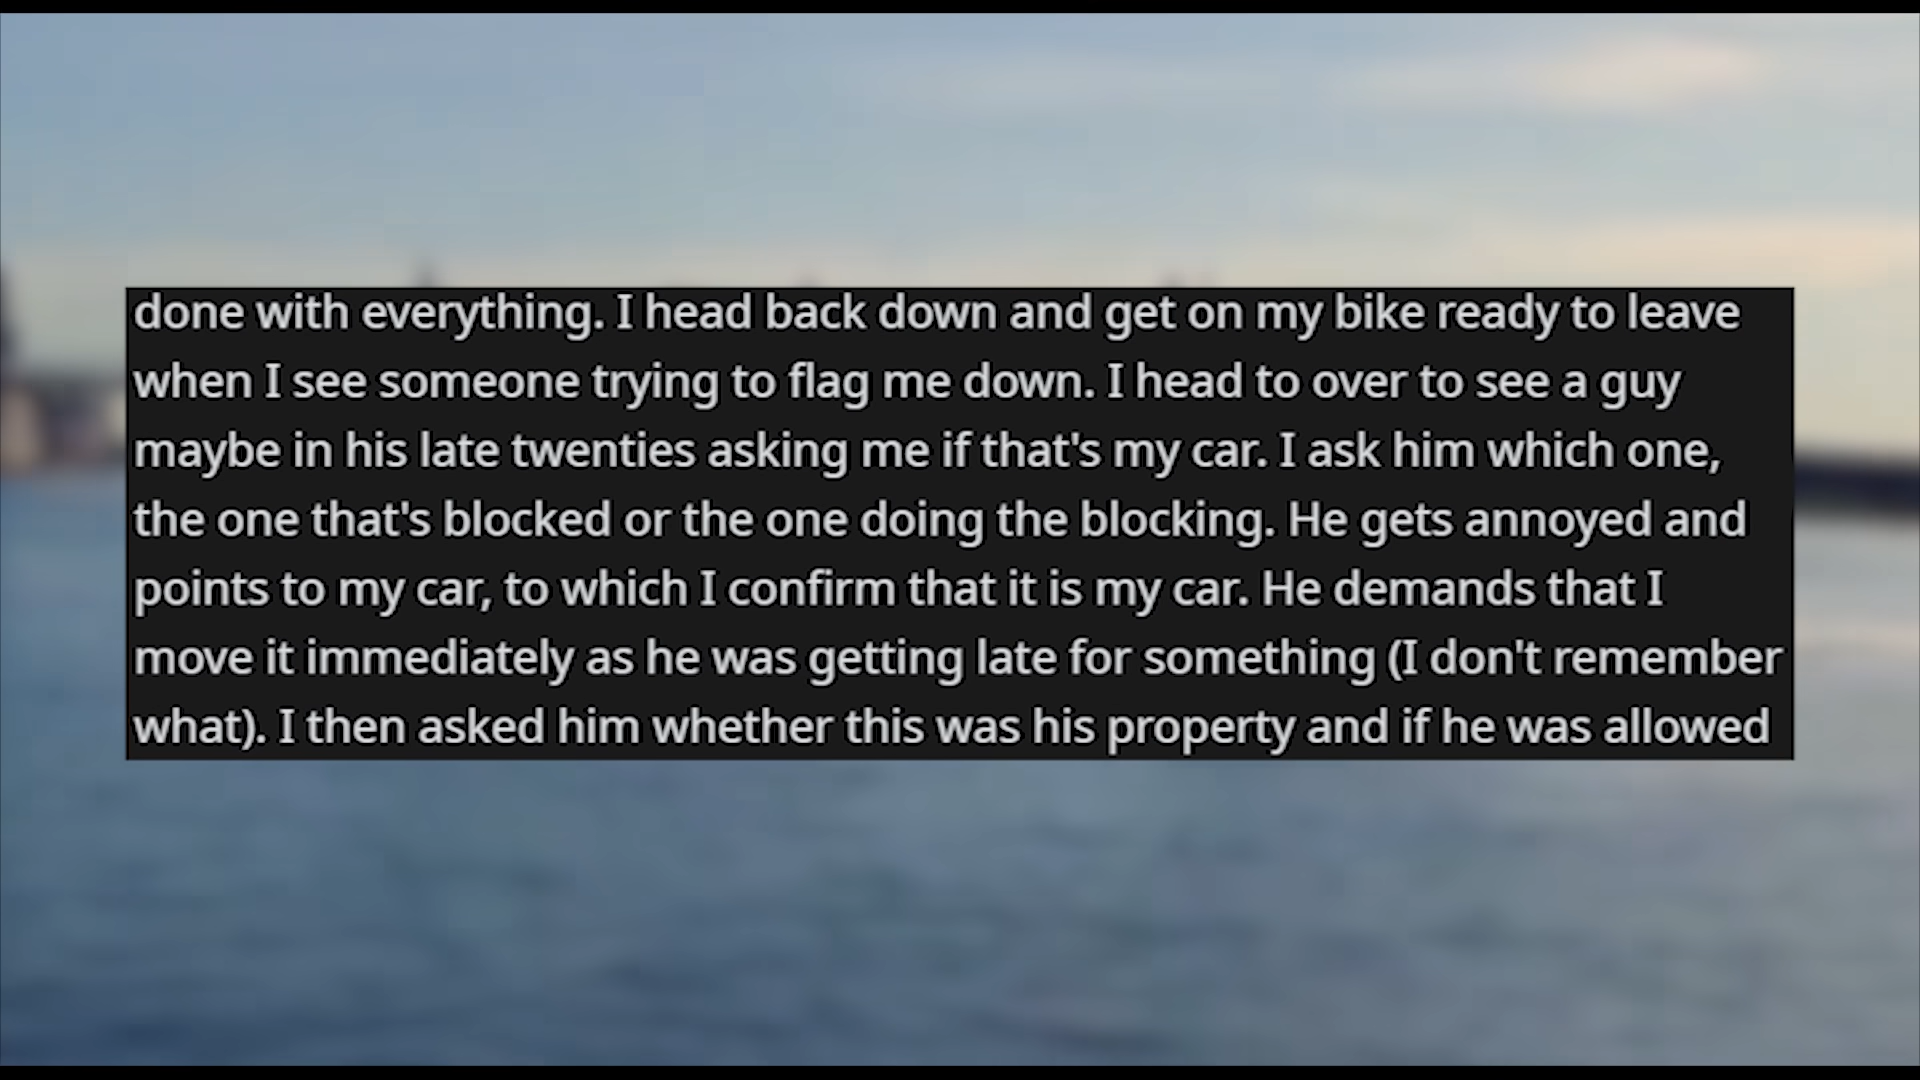 done with everything. I head back down and get on my bike ready to leave
when I see someone trying to flag me down. I head to over to see a guy
maybe in his late twenties asking me if that's my car. I ask him which one,
the one that's blocked or the one doing the blocking. He gets annoyed and
points to my car, to which I confirm that it is my car. He demands that I
move it immediately as he was getting late for something (I don't remember
what). I then asked him whether this was his property and if he was allowed